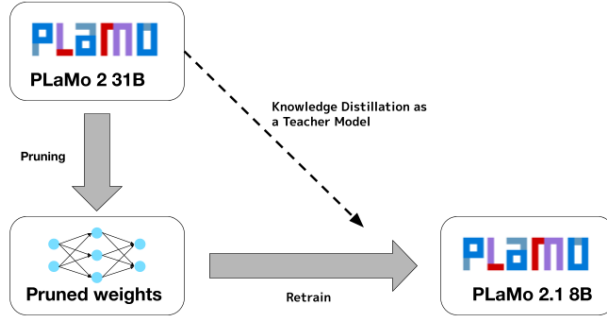 PLaMo
PLaMo 2 31B
Knowledge Distillation as
a Teacher Model
Pruning
Pruned weights
Retrain
PLaMo
PLaMo 2.1 8B